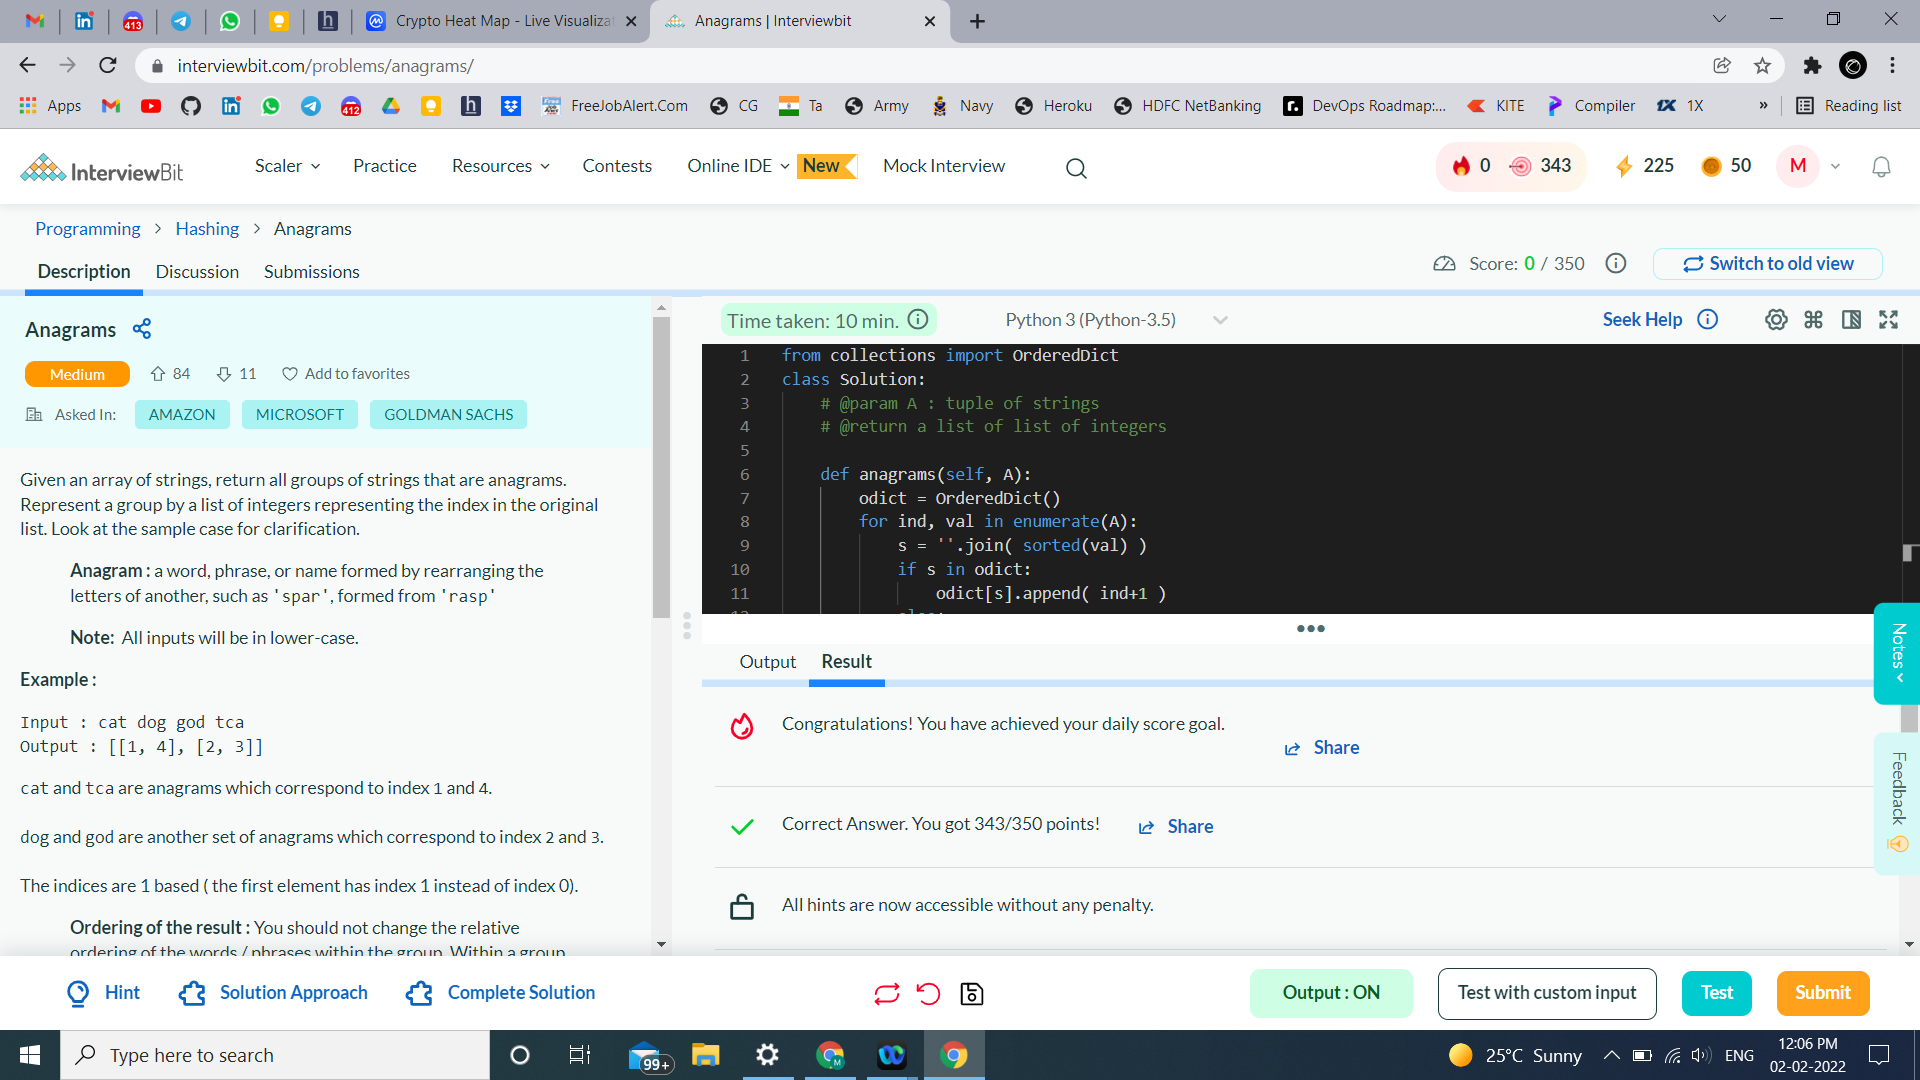 413
Crypto Heat Map - Live Visualiza
Anagrams | Interviewbit
interviewbit.com/problems/anagrams/
Apps
412
FreeJobAlert.Com
CG
Ta
Army
Navy
Heroku
HDFC NetBanking
DevOps Roadmap:...
KITE
Compiler
1X
»
Reading list
InterviewBit
Scaler
Practice
Resources
Contests
Online IDE
New
Mock Interview
0
343
225
50
M
Programming > Hashing > Anagrams
Description
Discussion
Submissions
Score: 0 / 350
Switch to old view
Anagrams
Medium
84
11
Add to favorites
Asked In:
AMAZON
MICROSOFT
GOLDMAN SACHS
Given an array of strings, return all groups of strings that are anagrams.
Represent a group by a list of integers representing the index in the original
list. Look at the sample case for clarification.
Anagram : a word, phrase, or name formed by rearranging the
letters of another, such as 'spar', formed from 'rasp'
Note: All inputs will be in lower-case.
Example :
Input : cat dog god tca
Output : [[1, 4], [2, 3]]
cat and tca are anagrams which correspond to index 1 and 4.
dog and god are another set of anagrams which correspond to index 2 and 3.
The indices are 1 based ( the first element has index 1 instead of index 0).
Ordering of the result : You should not change the relative
ordering of the words / phrases within the group. Within a group
Time taken: 10 min.
Python 3 (Python-3.5)
Seek Help
1 from collections import OrderedDict
2 class Solution:
3 # @param A : tuple of strings
4 # @return a list of list of integers
5
6 def anagrams(self, A):
7 odict = OrderedDict()
8 for ind, val in enumerate(A):
9 s = ''.join( sorted(val) )
10 if s in odict:
11 odict[s].append( ind+1 )
12 else:
Output
Result
Congratulations! You have achieved your daily score goal.
Share
Correct Answer. You got 343/350 points!
Share
All hints are now accessible without any penalty.
Notes
Feedback
Hint
Solution Approach
Complete Solution
Output : ON
Test with custom input
Test
Submit
Type here to search
99+
25°C Sunny
ENG
12:06 PM
02-02-2022